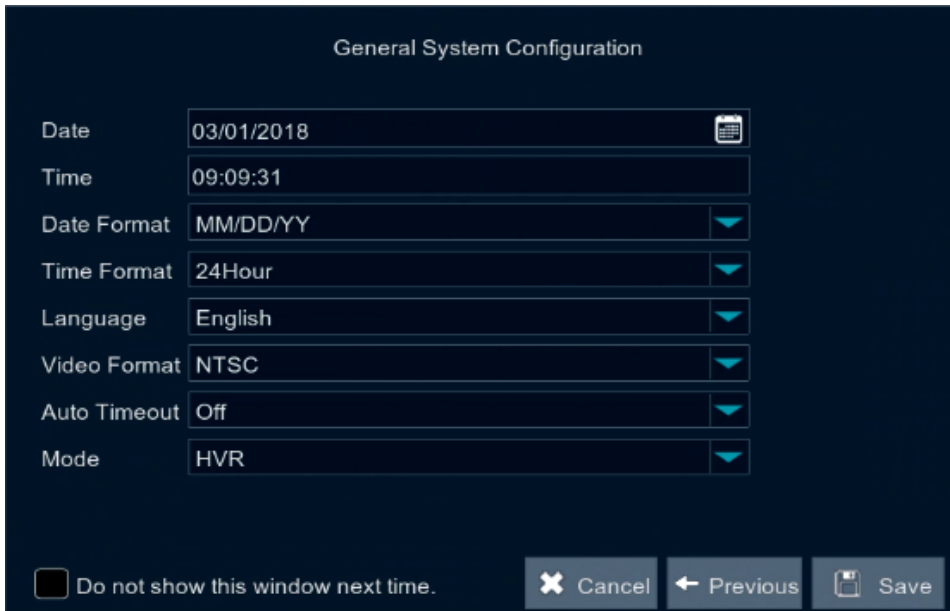 General System Configuration
Date 03/01/2018
Time 09:09:31
Date Format MM/DD/YY
Time Format 24Hour
Language English
Video Format NTSC
Auto Timeout Off
Mode HVR
Do not show this window next time. Cancel Previous Save